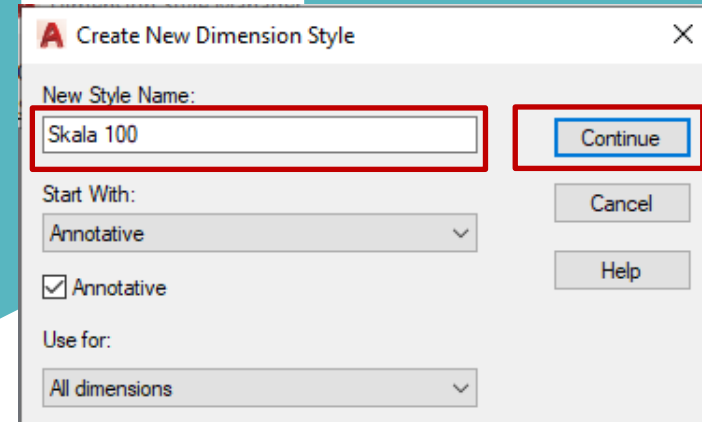 Create New Dimension Style
New Style Name:
Skala 100
Continue
Start With:
Cancel
Annotative
Help
Annotative
Use for:
All dimensions